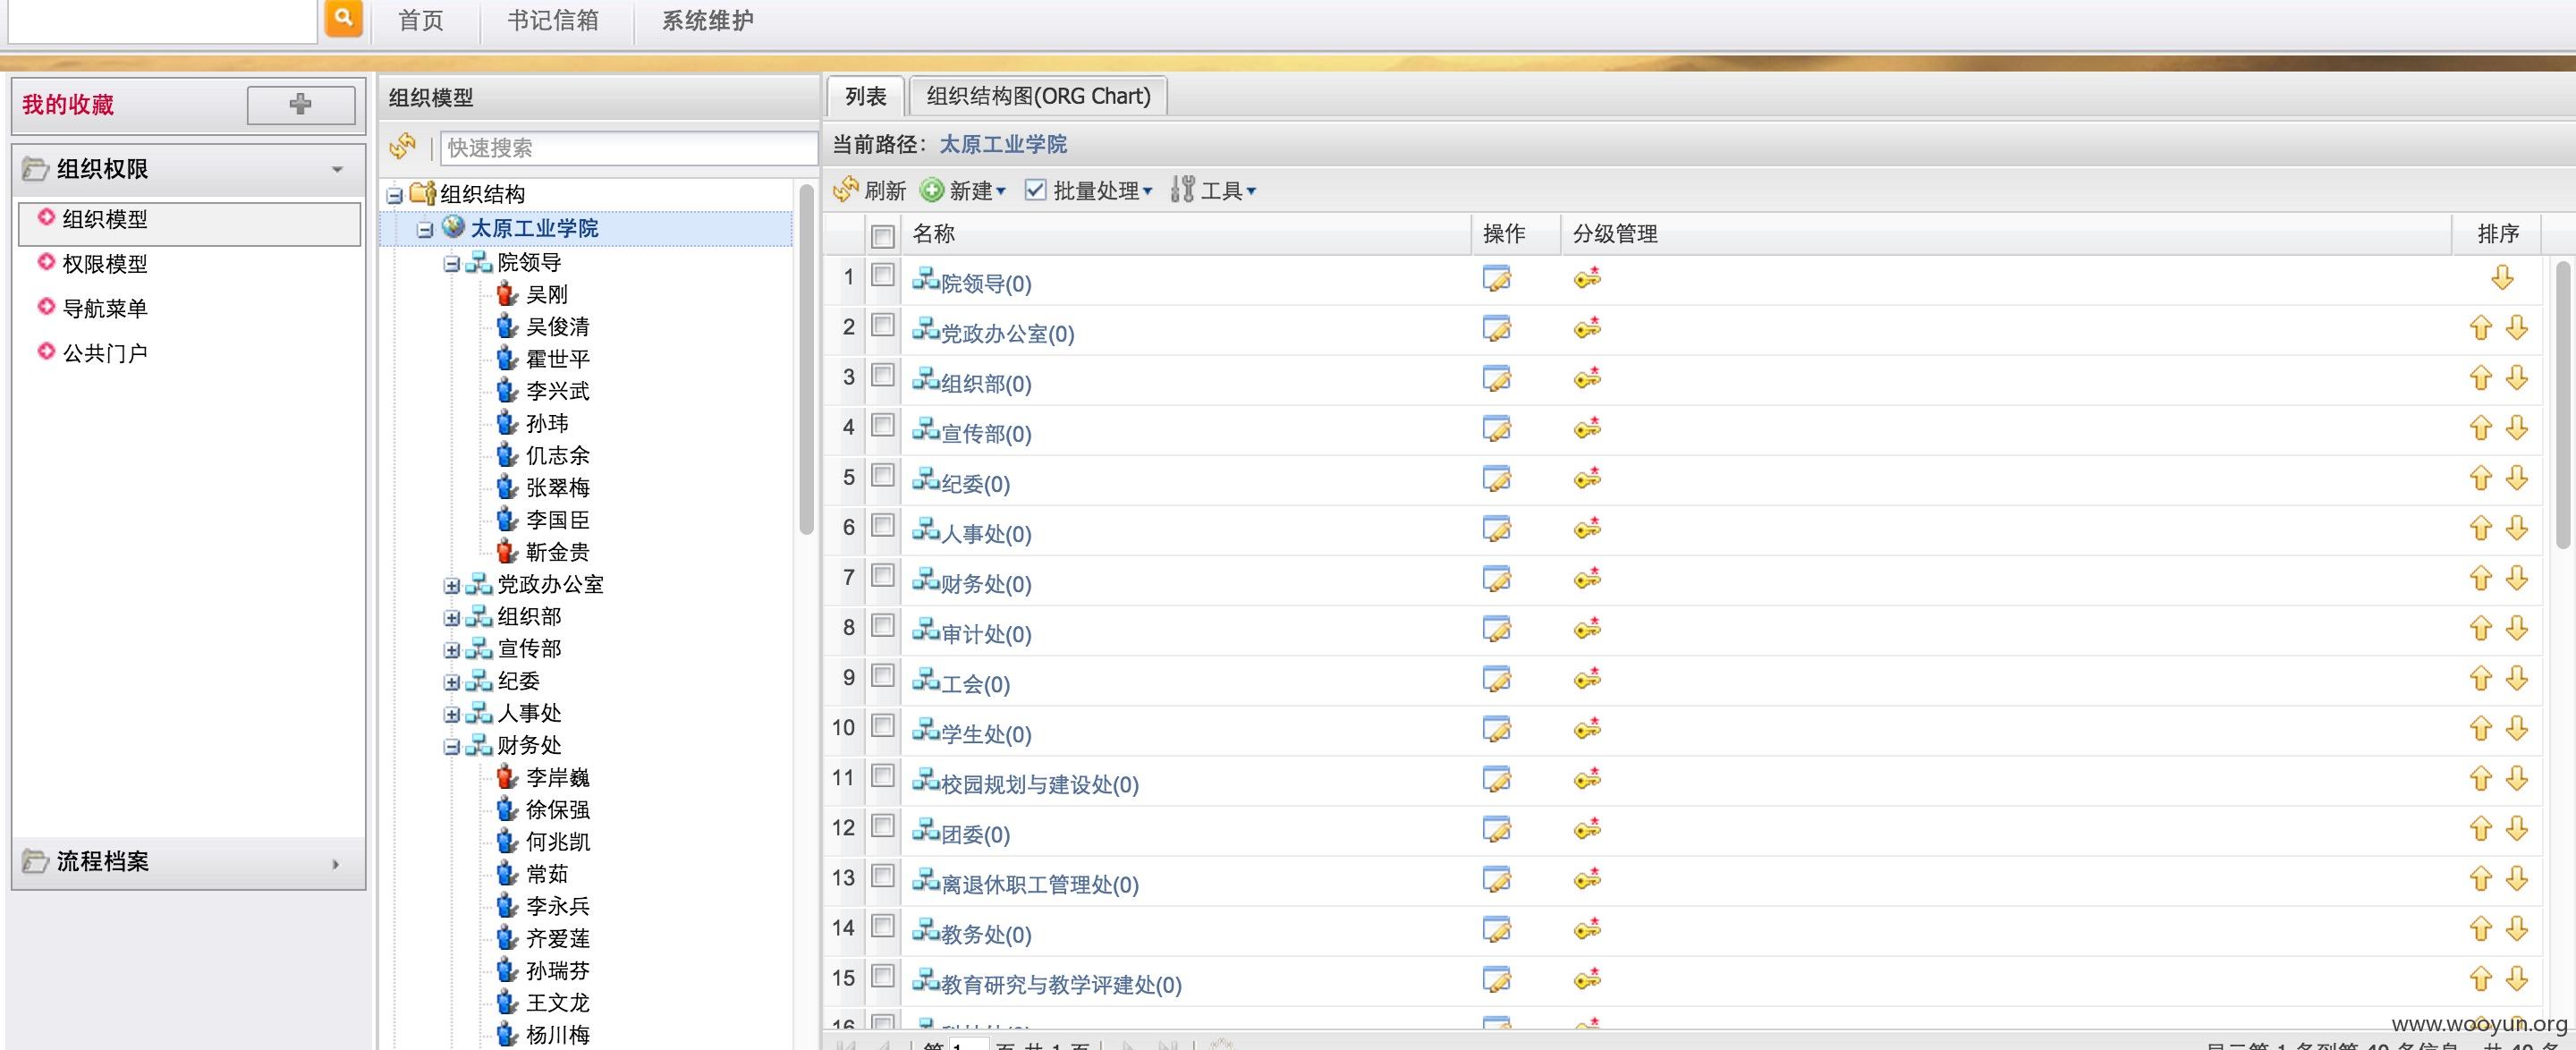 首页 书记信箱 系统维护
我的收藏
组织权限
组织模型
权限模型
导航菜单
公共门户
流程档案
组织模型
快速搜索
组织结构
太原工业学院
院领导
吴刚
吴俊清
霍世平
李兴武
孙玮
仉志余
张翠梅
李国臣
靳金贵
党政办公室
组织部
宣传部
纪委
人事处
财务处
李岸巍
徐保强
何兆凯
常茹
李永兵
齐爱莲
孙瑞芬
王文龙
杨川梅
列表 组织结构图(ORG Chart)
当前路径： 太原工业学院
刷新 新建 批量处理 工具
名称 操作 分级管理 排序
1 院领导(0)
2 党政办公室(0)
3 组织部(0)
4 宣传部(0)
5 纪委(0)
6 人事处(0)
7 财务处(0)
8 审计处(0)
9 工会(0)
10 学生处(0)
11 校园规划与建设处(0)
12 团委(0)
13 离退休职工管理处(0)
14 教务处(0)
15 教育研究与教学评建处(0)
16
第 1 页 共 1 页
显示第 1 条到第 40 条信息
www.wooyun.org